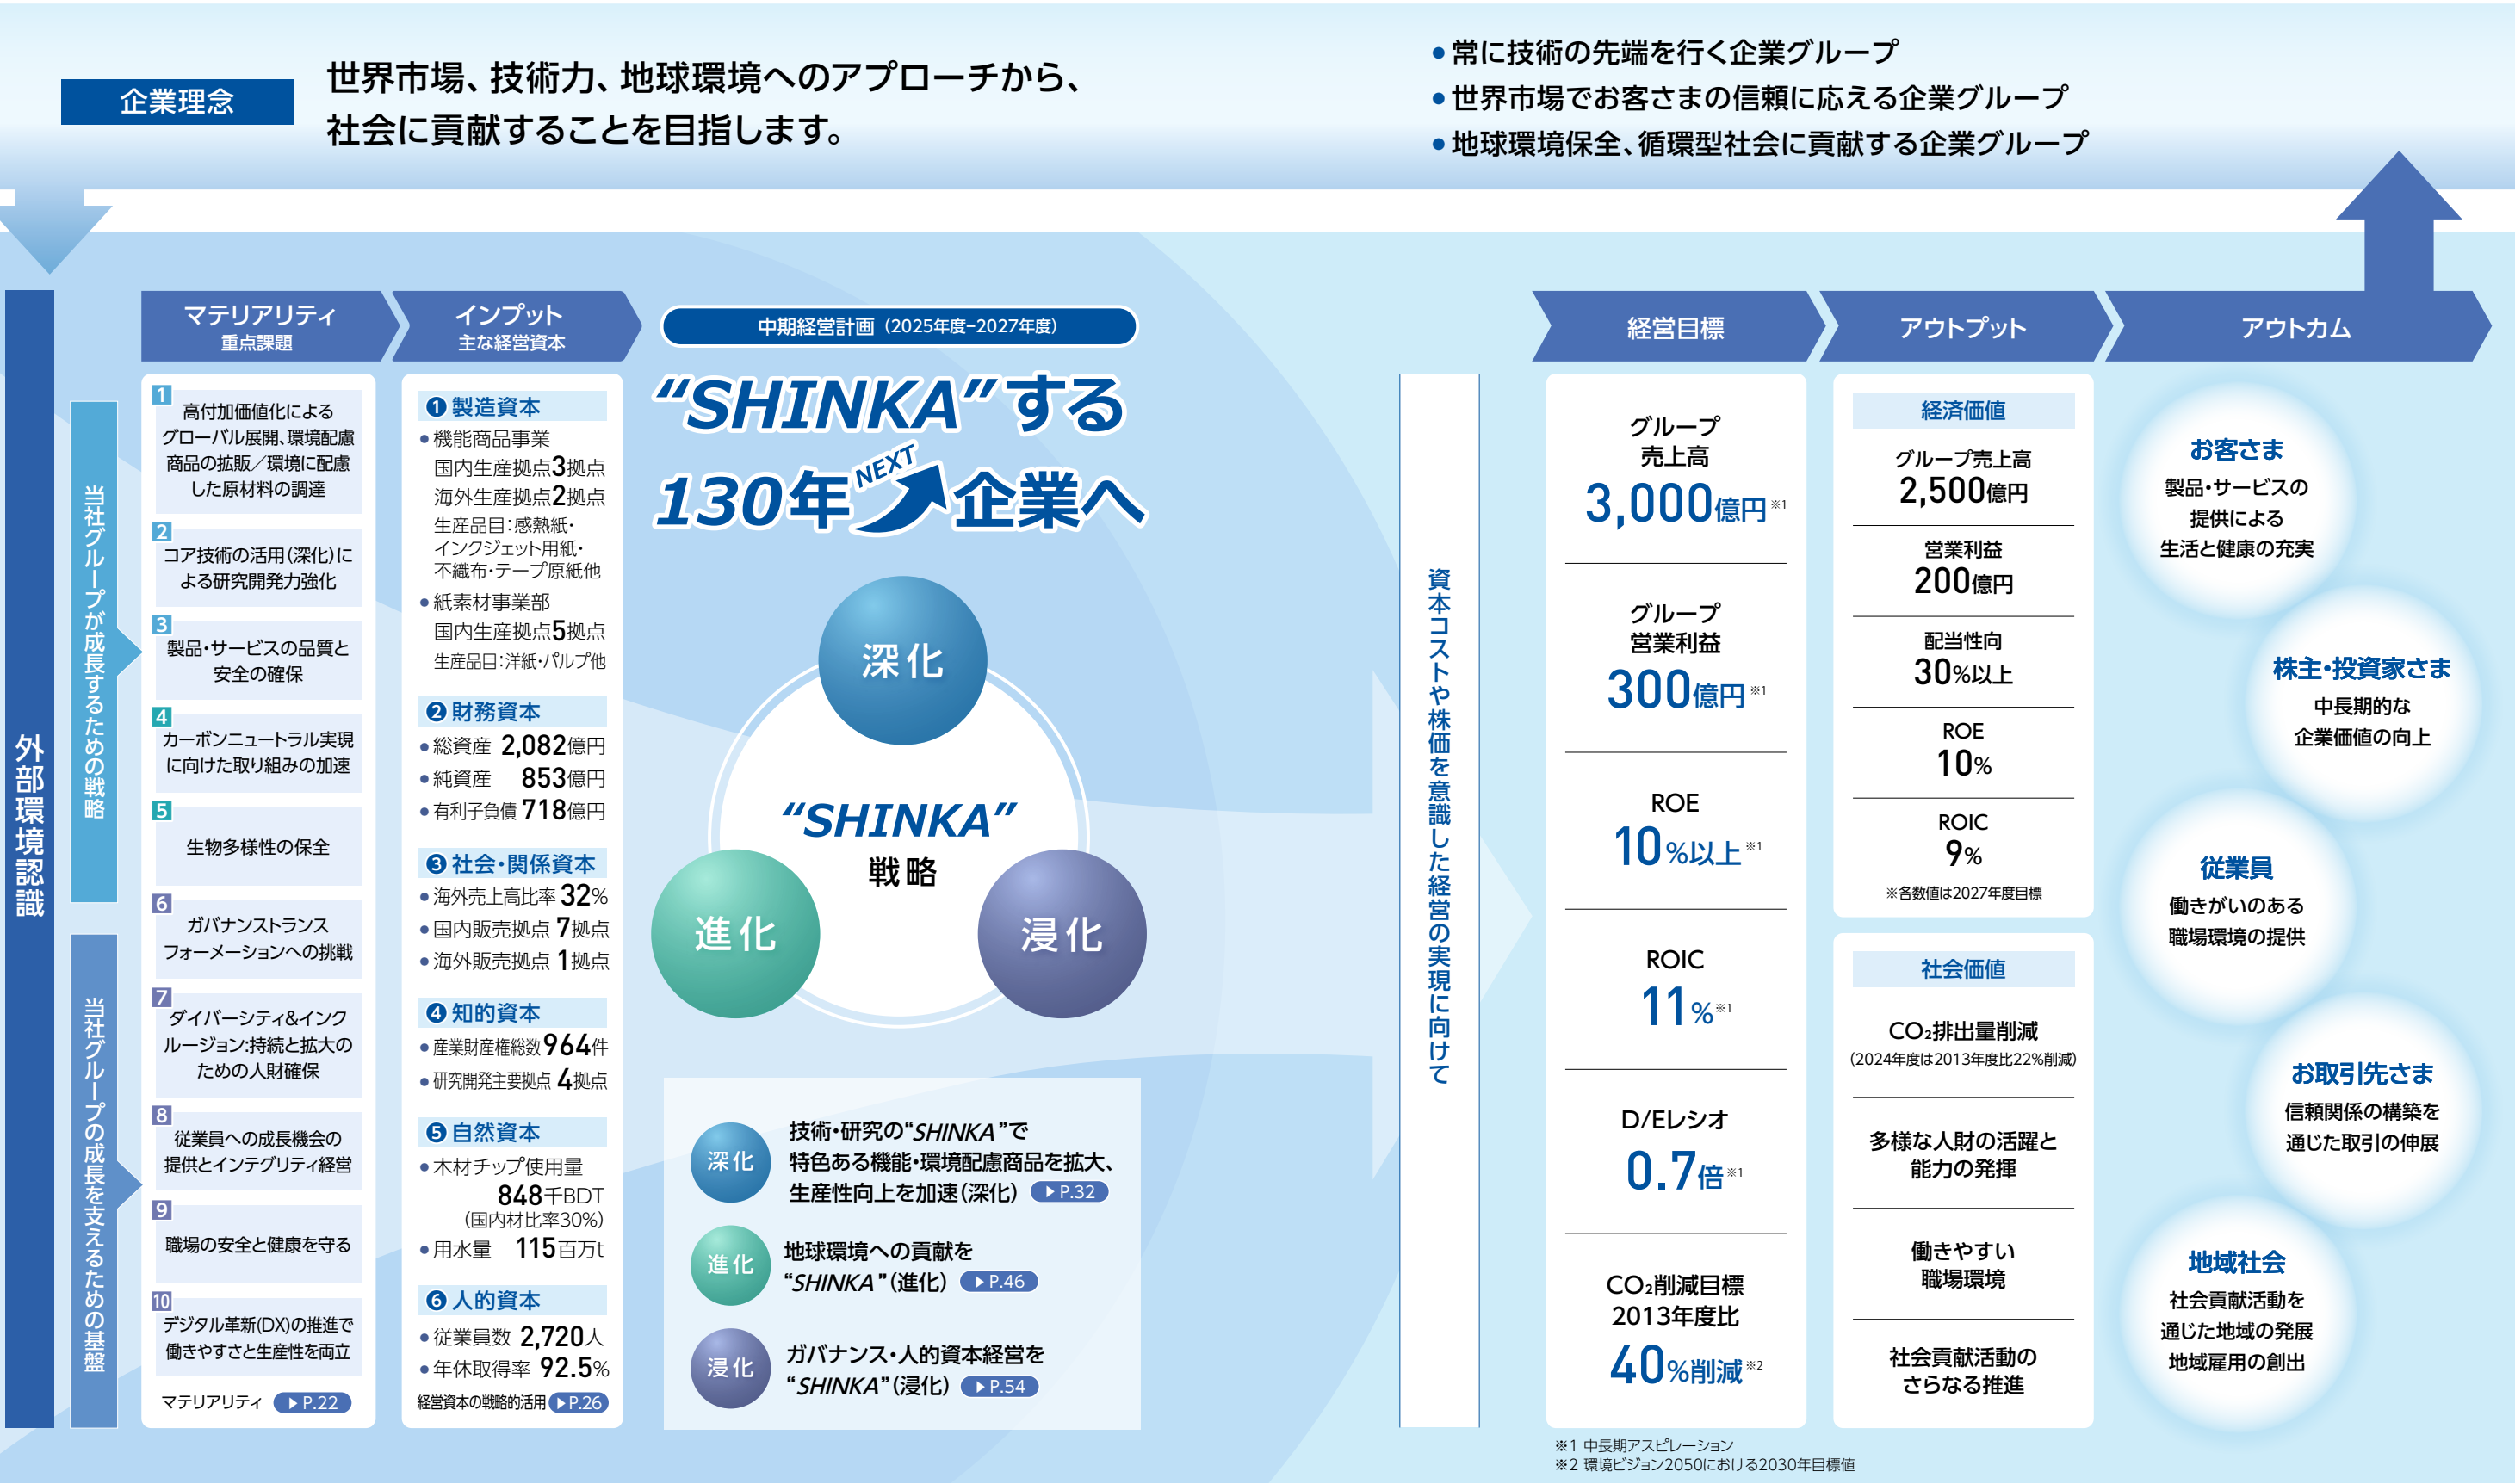 企業理念
世界市場、技術力、地球環境へのアプローチから、
社会に貢献することを目指します。
●常に技術の先端を行く企業グループ
●世界市場でお客さまの信頼に応える企業グループ
●地球環境保全、循環型社会に貢献する企業グループ
外部環境認識
当社グループが成長するための戦略
当社グループの成長を支えるための基盤
マテリアリティ
重点課題
1
高付加価値化による
グローバル展開、環境配慮
商品の拡販／環境に配慮
した原材料の調達
2
コア技術の活用（深化）に
よる研究開発力強化
3
製品・サービスの品質と
安全の確保
4
カーボンニュートラル実現
に向けた取り組みの加速
5
生物多様性の保全
6
ガバナンストランス
フォーメーションへの挑戦
7
ダイバーシティ&インク
ルージョン:持続と拡大の
ための人財確保
8
従業員への成長機会の
提供とインテグリティ経営
9
職場の安全と健康を守る
10
デジタル革新(DX)の推進で
働きやすさと生産性を両立
マテリアリティ ▶P.22
インプット
主な経営資本
❶製造資本
●機能商品事業
国内生産拠点3拠点
海外生産拠点2拠点
生産品目：感熱紙・
インクジェット用紙・
不織布・テープ原紙他
●紙素材事業部
国内生産拠点5拠点
生産品目：洋紙・パルプ他
❷財務資本
●総資産 2,082億円
●純資産 853億円
●有利子負債 718億円
❸社会・関係資本
●海外売上高比率 32%
●国内販売拠点 7拠点
●海外販売拠点 1拠点
❹知的資本
●産業財産権総数 964件
●研究開発主要拠点 4拠点
❺自然資本
●木材チップ使用量
848千BDT
（国内材比率30%）
●用水量 115百万t
❻人的資本
●従業員数 2,720人
●年休取得率 92.5%
経営資本の戦略的活用 ▶P.26
中期経営計画（2025年度−2027年度）
“SHINKA”する
130年NEXT企業へ
深化
“SHINKA”
戦略
進化
浸化
深化
技術・研究の“SHINKA”で
特色ある機能・環境配慮商品を拡大、
生産性向上を加速（深化） ▶P.32
進化
地球環境への貢献を
“SHINKA”（進化） ▶P.46
浸化
ガバナンス・人的資本経営を
“SHINKA”（浸化） ▶P.54
資本コストや株価を意識した経営の実現に向けて
経営目標
グループ
売上高
3,000億円※1
グループ
営業利益
300億円※1
ROE
10%以上※1
ROIC
11%※1
D/Eレシオ
0.7倍※1
CO₂削減目標
2013年度比
40%削減※2
※1 中長期アスピレーション
※2 環境ビジョン2050における2030年目標値
アウトプット
経済価値
グループ売上高
2,500億円
営業利益
200億円
配当性向
30%以上
ROE
10%
ROIC
9%
※各数値は2027年度目標
社会価値
CO₂排出量削減
（2024年度は2013年度比22%削減）
多様な人財の活躍と
能力の発揮
働きやすい
職場環境
社会貢献活動の
さらなる推進
アウトカム
お客さま
製品・サービスの
提供による
生活と健康の充実
株主・投資家さま
中長期的な
企業価値の向上
従業員
働きがいのある
職場環境の提供
お取引先さま
信頼関係の構築を
通じた取引の伸展
地域社会
社会貢献活動を
通じた地域の発展
地域雇用の創出